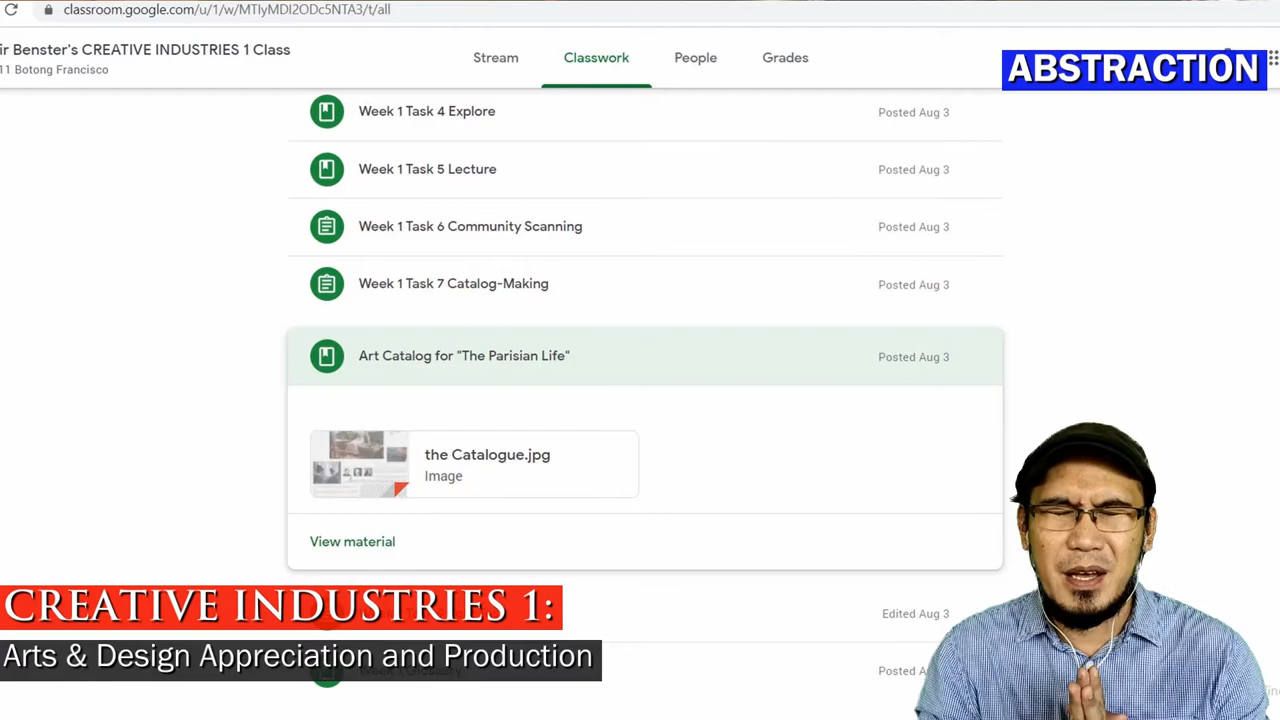 classroom.google.com/u/1/w/MTIyMDI2ODc5NTA3/t/all
ir Benster's CREATIVE INDUSTRIES 1 Class
11 Botong Francisco
Stream Classwork People Grades
ABSTRACTION
Week 1 Task 4 Explore Posted Aug 3
Week 1 Task 5 Lecture Posted Aug 3
Week 1 Task 6 Community Scanning Posted Aug 3
Week 1 Task 7 Catalog-Making Posted Aug 3
Art Catalog for "The Parisian Life" Posted Aug 3
the Catalogue.jpg
Image
View material
CREATIVE INDUSTRIES 1:
Edited Aug 3
Arts & Design Appreciation and Production
Posted